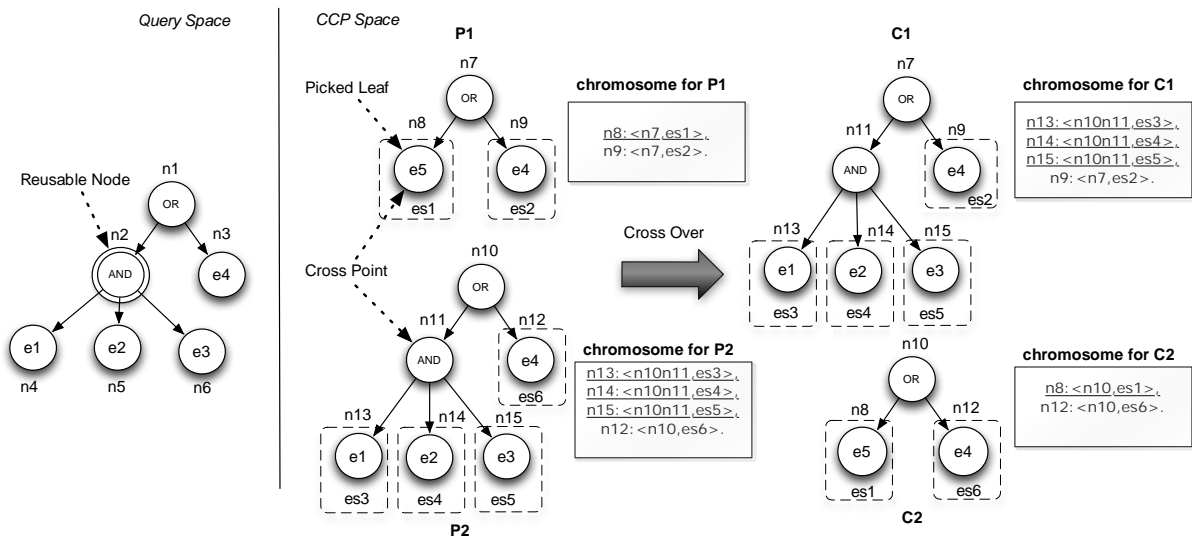 Query Space
CCP Space
Reusable Node
n1
OR
n2
AND
n3
e4
e1
n4
e2
n5
e3
n6
P1
n7
OR
Picked Leaf
n8
e5
es1
n9
e4
es2
chromosome for P1
n8: <n7,es1>,
n9: <n7,es2>.
Cross Point
n10
OR
n11
AND
n12
e4
es6
n13
e1
es3
n14
e2
es4
n15
e3
es5
P2
chromosome for P2
n13: <n10n11,es3>,
n14: <n10n11,es4>,
n15: <n10n11,es5>,
n12: <n10,es6>.
Cross Over
C1
n7
OR
n11
AND
n9
e4
es2
n13
e1
es3
n14
e2
es4
n15
e3
es5
chromosome for C1
n13: <n10n11,es3>,
n14: <n10n11,es4>,
n15: <n10n11,es5>,
n9: <n7,es2>.
n10
OR
n8
e5
es1
n12
e4
es6
C2
chromosome for C2
n8: <n10,es1>,
n12: <n10,es6>.